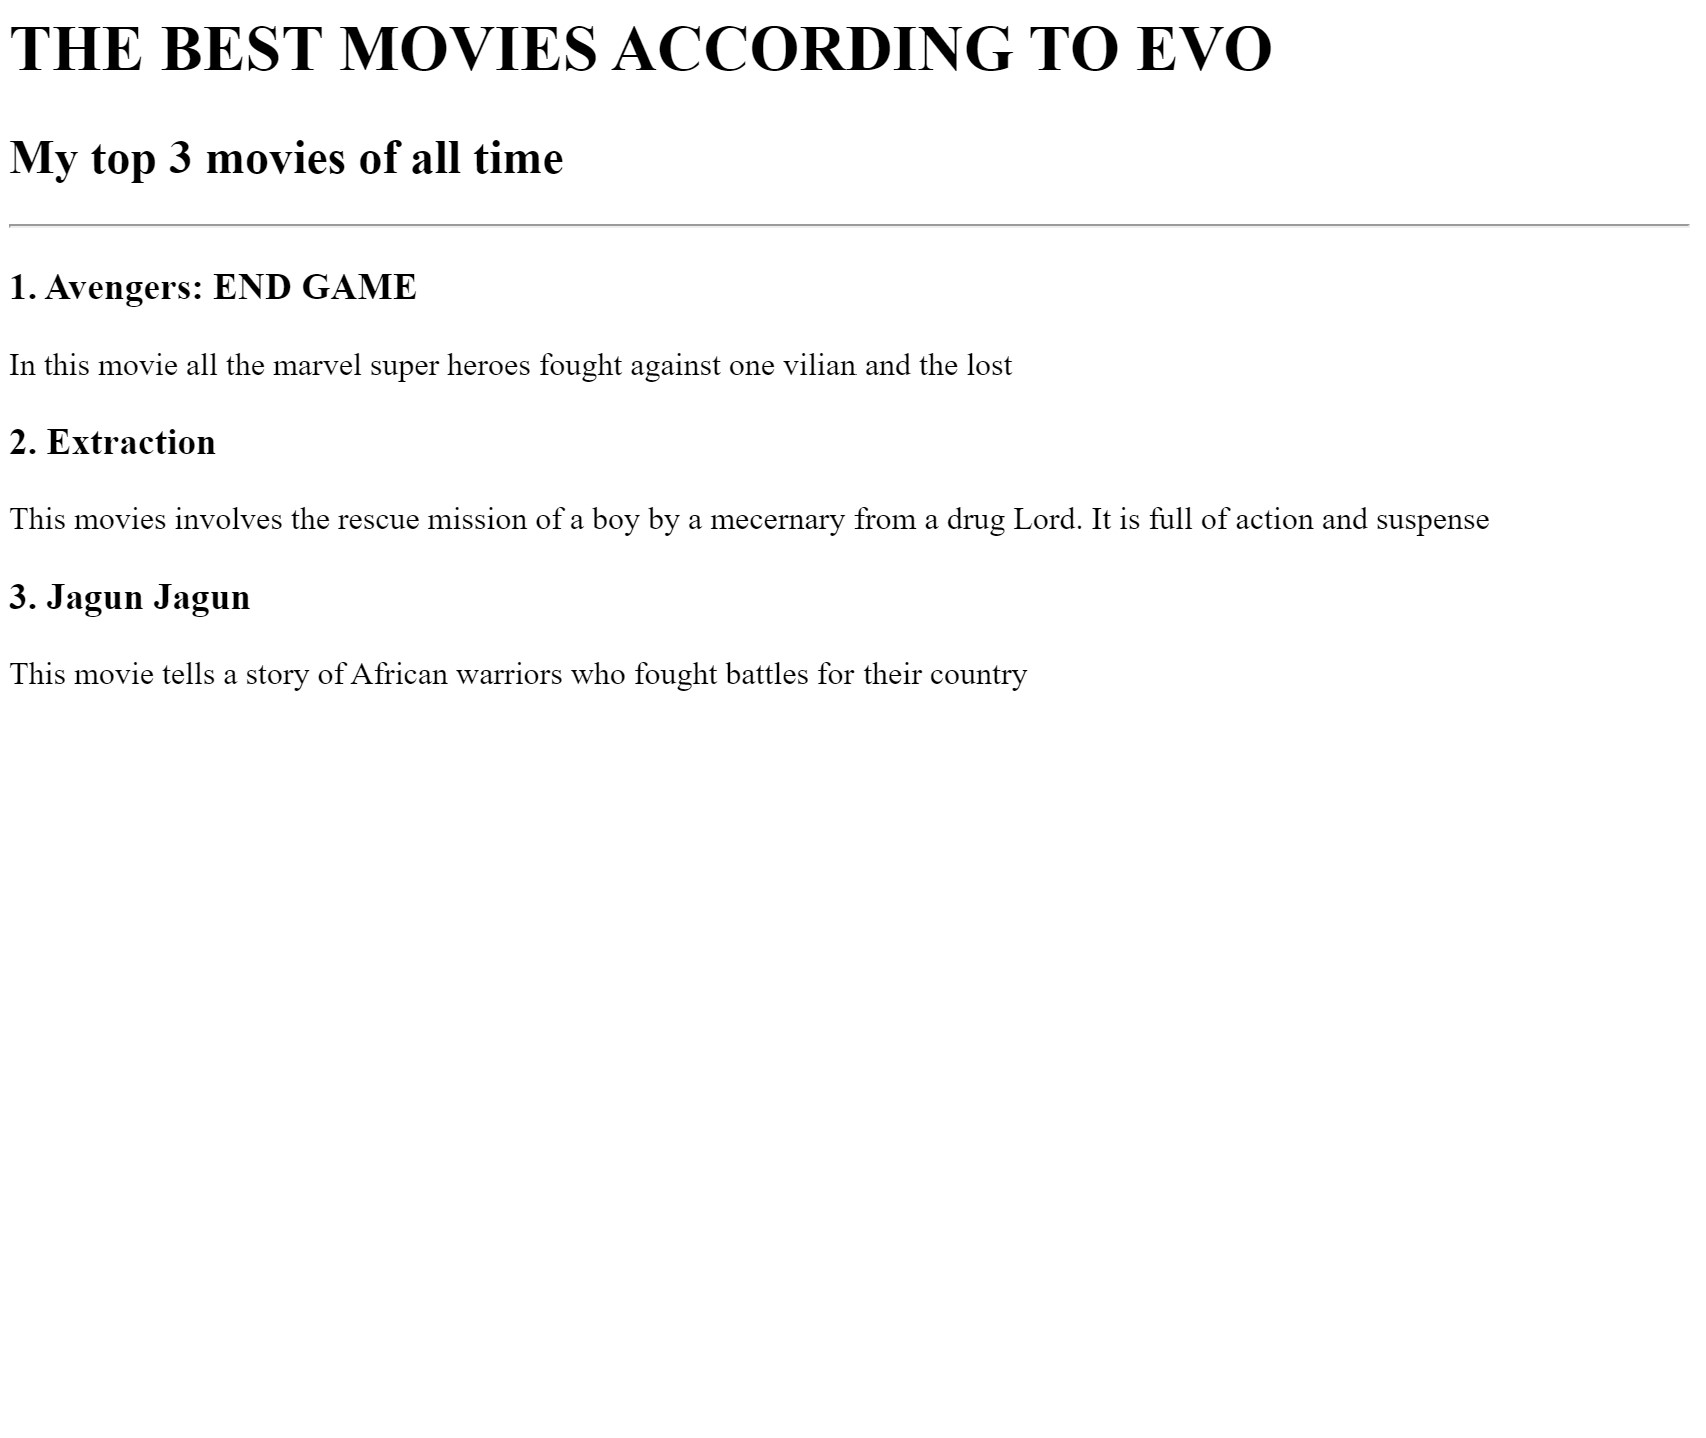 THE BEST MOVIES ACCORDING TO EVO
My top 3 movies of all time
1. Avengers: END GAME
In this movie all the marvel super heroes fought against one vilian and the lost
2. Extraction
This movies involves the rescue mission of a boy by a mecernary from a drug Lord. It is full of action and suspense
3. Jagun Jagun
This movie tells a story of African warriors who fought battles for their country